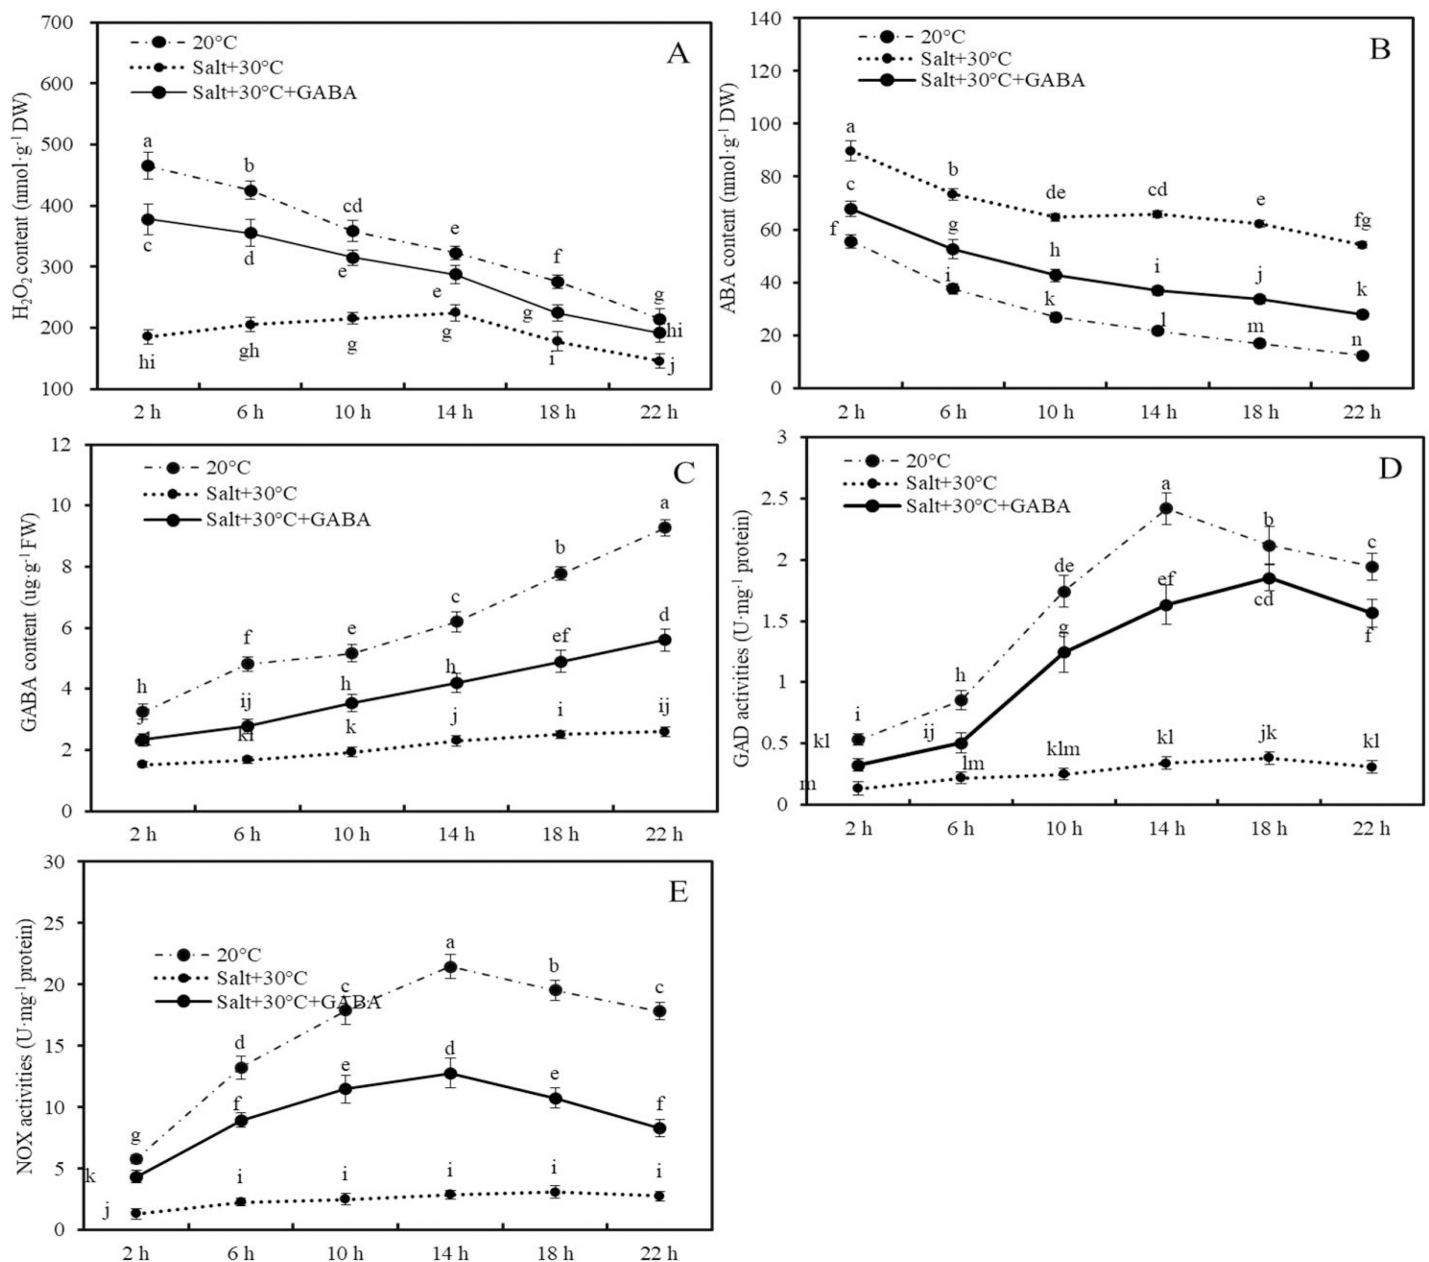 A
H₂O₂ content (nmol·g⁻¹ DW)
700
600
500
400
300
200
100
20°C
Salt+30°C
Salt+30°C+GABA
a
b
cd
e
f
g
c
d
e
e
g
hi
hi
gh
g
g
i
j
2 h
6 h
10 h
14 h
18 h
22 h
B
ABA content (nmol·g⁻¹ DW)
140
120
100
80
60
40
20
0
20°C
Salt+30°C
Salt+30°C+GABA
a
b
de
cd
e
fg
c
g
h
i
j
k
f
i
k
l
m
n
2 h
6 h
10 h
14 h
18 h
22 h
C
GABA content (ug·g⁻¹ FW)
12
10
8
6
4
2
0
20°C
Salt+30°C
Salt+30°C+GABA
h
f
e
c
b
a
j
ij
h
h
ef
d
kl
k
j
i
ij
2 h
6 h
10 h
14 h
18 h
22 h
D
GAD activities (U·mg⁻¹ protein)
3
2.5
2
1.5
1
0.5
0
20°C
Salt+30°C
Salt+30°C+GABA
i
h
de
a
b
c
kl
ij
g
ef
cd
f
m
lm
klm
kl
jk
kl
2 h
6 h
10 h
14 h
18 h
22 h
E
NOX activities (U·mg⁻¹ protein)
30
25
20
15
10
5
0
20°C
Salt+30°C
Salt+30°C+GABA
g
d
c
a
b
c
k
f
e
d
e
f
j
i
i
i
i
i
2 h
6 h
10 h
14 h
18 h
22 h